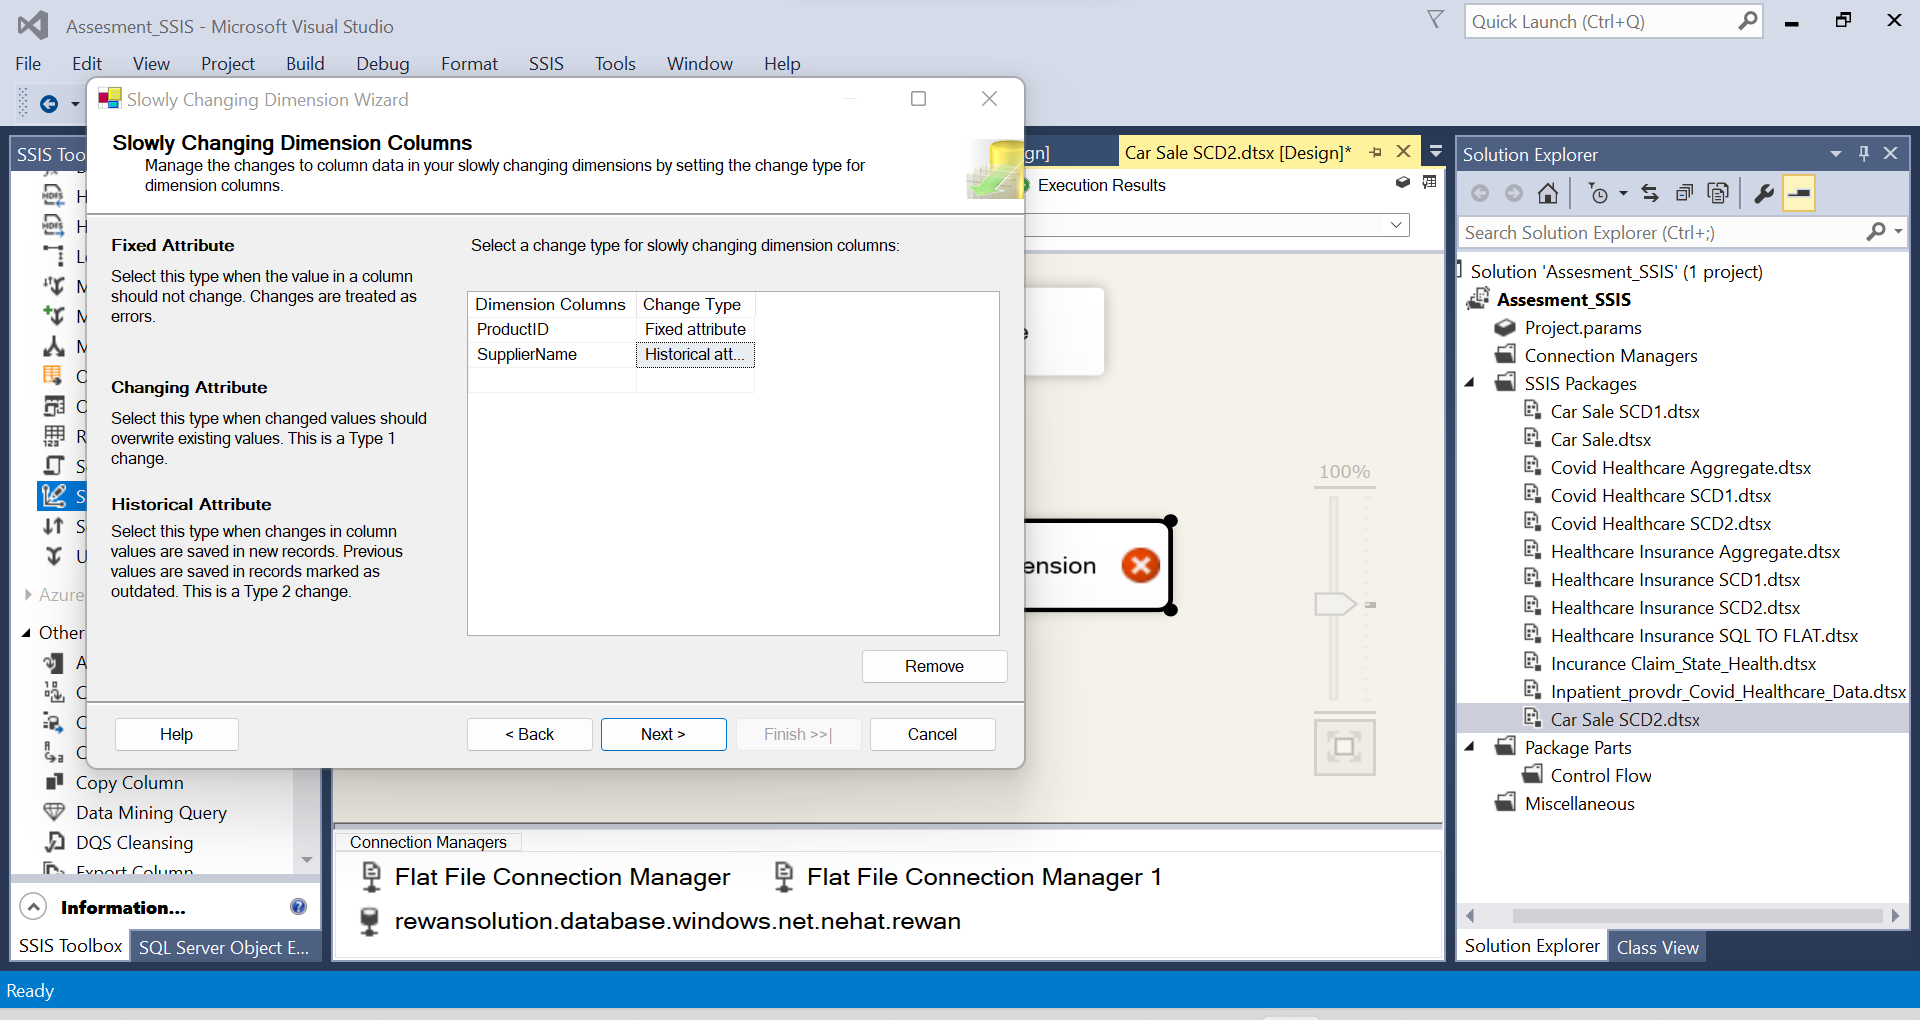 Assesment_SSIS - Microsoft Visual Studio
Quick Launch (Ctrl+Q)
File Edit View Project Build Debug Format SSIS Tools Window Help
Slowly Changing Dimension Wizard
Slowly Changing Dimension Columns
Manage the changes to column data in your slowly changing dimensions by setting the change type for
dimension columns.
Fixed Attribute
Select this type when the value in a column
should not change. Changes are treated as
errors.
Changing Attribute
Select this type when changed values should
overwrite existing values. This is a Type 1
change.
Historical Attribute
Select this type when changes in column
values are saved in new records. Previous
values are saved in records marked as
outdated. This is a Type 2 change.
Select a change type for slowly changing dimension columns:
Dimension Columns Change Type
ProductID Fixed attribute
SupplierName Historical att...
Remove
Help < Back Next > Finish >>| Cancel
SSIS Too
H
H
L
M
M
M
O
O
R
S
S
S
U
Azure
Other
A
C
C
C
Copy Column
Data Mining Query
DQS Cleansing
Export Column
Information...
SSIS Toolbox SQL Server Object E...
gn] Car Sale SCD2.dtsx [Design]*
Execution Results
e
ension
100%
Connection Managers
Flat File Connection Manager Flat File Connection Manager 1
rewansolution.database.windows.net.nehat.rewan
Solution Explorer
Search Solution Explorer (Ctrl+;)
Solution 'Assesment_SSIS' (1 project)
Assesment_SSIS
Project.params
Connection Managers
SSIS Packages
Car Sale SCD1.dtsx
Car Sale.dtsx
Covid Healthcare Aggregate.dtsx
Covid Healthcare SCD1.dtsx
Covid Healthcare SCD2.dtsx
Healthcare Insurance Aggregate.dtsx
Healthcare Insurance SCD1.dtsx
Healthcare Insurance SCD2.dtsx
Healthcare Insurance SQL TO FLAT.dtsx
Incurance Claim_State_Health.dtsx
Inpatient_provdr_Covid_Healthcare_Data.dtsx
Car Sale SCD2.dtsx
Package Parts
Control Flow
Miscellaneous
Solution Explorer Class View
Ready